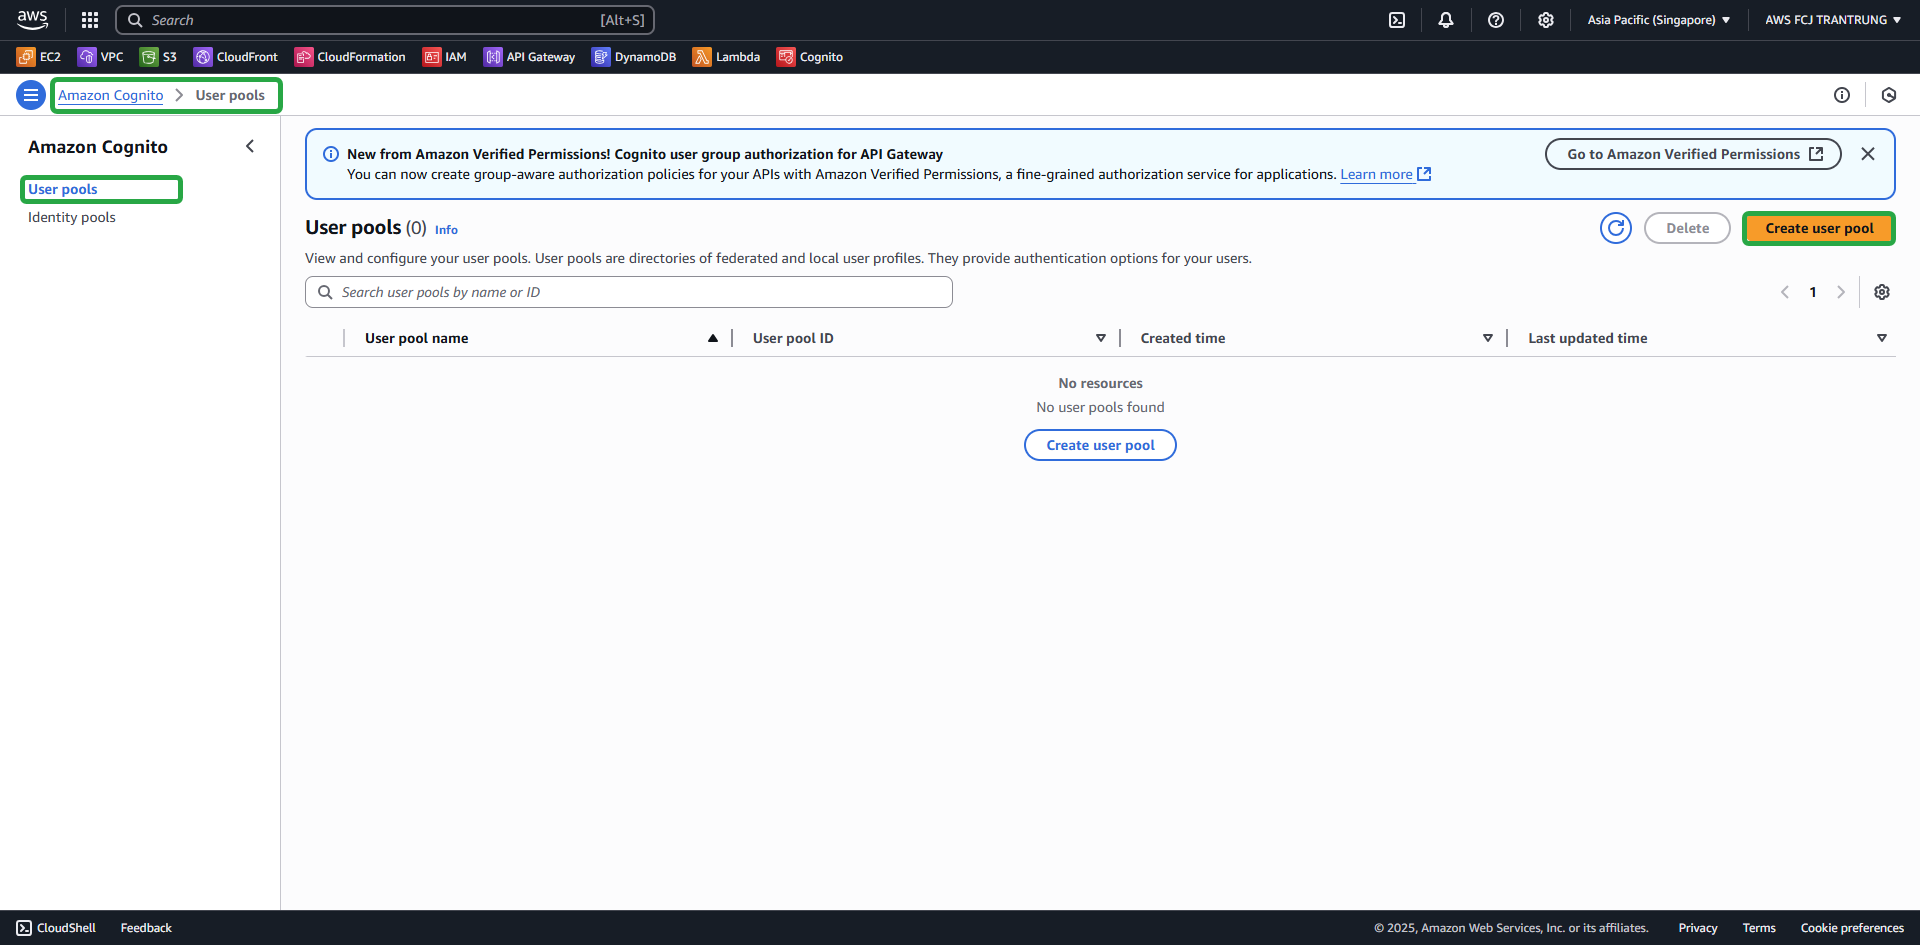 aws Search [Alt+S] Asia Pacific (Singapore) AWS FCJ TRANTRUNG
EC2 VPC S3 CloudFront CloudFormation IAM API Gateway DynamoDB Lambda Cognito
Amazon Cognito User pools
Amazon Cognito
User pools
Identity pools
New from Amazon Verified Permissions! Cognito user group authorization for API Gateway
You can now create group-aware authorization policies for your APIs with Amazon Verified Permissions, a fine-grained authorization service for applications. Learn more
Go to Amazon Verified Permissions
User pools (0) Info
Delete Create user pool
View and configure your user pools. User pools are directories of federated and local user profiles. They provide authentication options for your users.
Search user pools by name or ID
1
User pool name User pool ID Created time Last updated time
No resources
No user pools found
Create user pool
CloudShell Feedback © 2025, Amazon Web Services, Inc. or its affiliates. Privacy Terms Cookie preferences